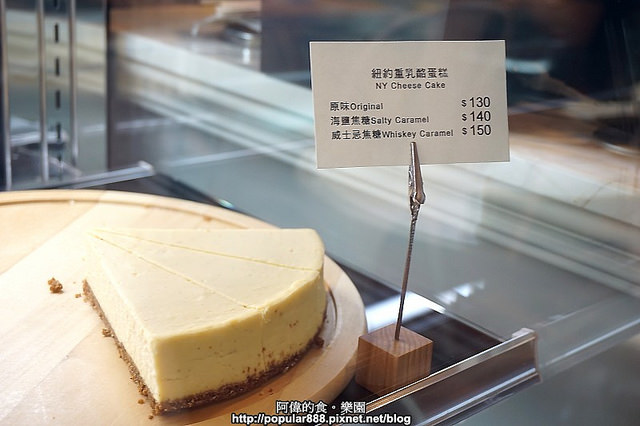 紐約重乳酪蛋糕
NY Cheese Cake
原味Original $130
海鹽焦糖Salty Caramel $140
威士忌焦糖Whiskey Caramel $150
阿偉的食。樂園
http://popular888.pixnet.net/blog